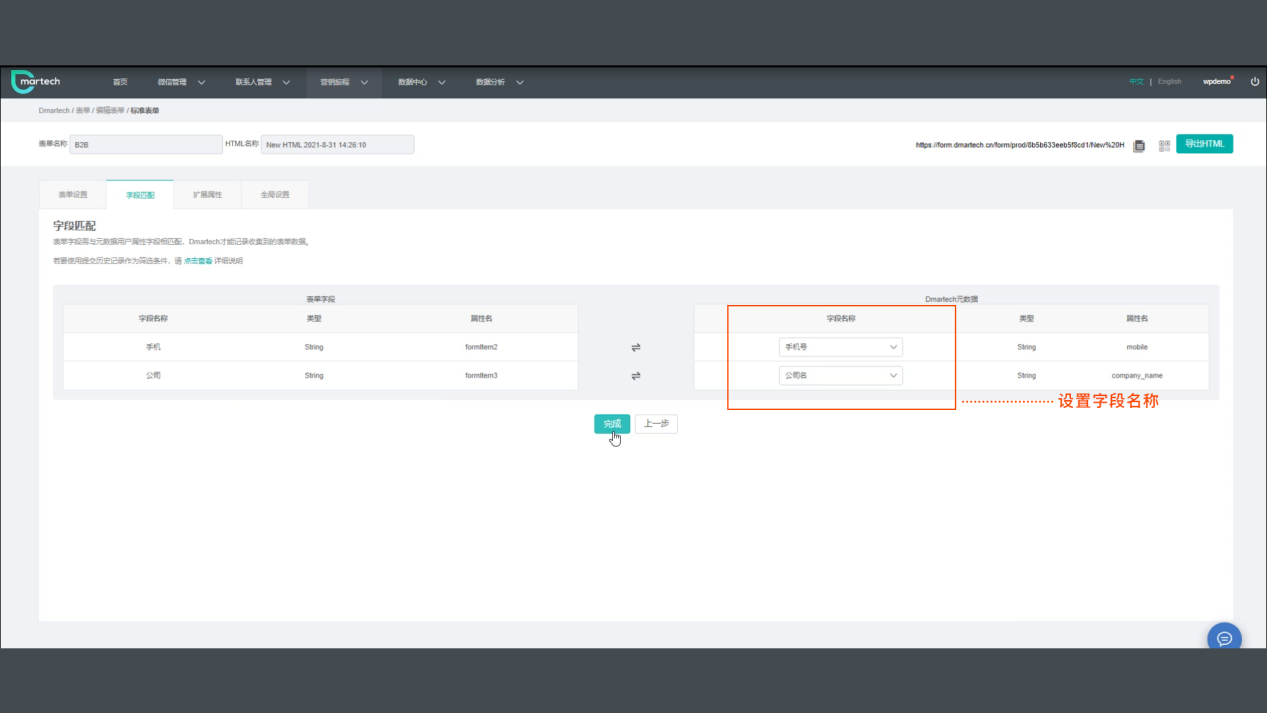 martech 首页 微信管理 联系人管理 营销编程 数据中心 数据分析 中文 | English wpdemo
Dmartech / 表单 / 编辑表单 / 标准表单
表单名称 B2B HTML名称 New HTML 2021-8-31 14:26:10 https://form.dmartech.cn/form/prod/8b5b633eeb5f8cd1/New%20H 导出HTML
表单设置 字段匹配 扩展属性 全局设置
字段匹配
表单字段需与元数据用户属性字段相匹配，Dmartech才能记录收集到的表单数据。
若要使用提交历史记录作为筛选条件，请 点击查看 详细说明
表单字段 Dmartech元数据
字段名称 类型 属性名 字段名称 类型 属性名
手机 String formItem2 手机号 String mobile
公司 String formItem3 公司名 String company_name
设置字段名称
完成 上一步